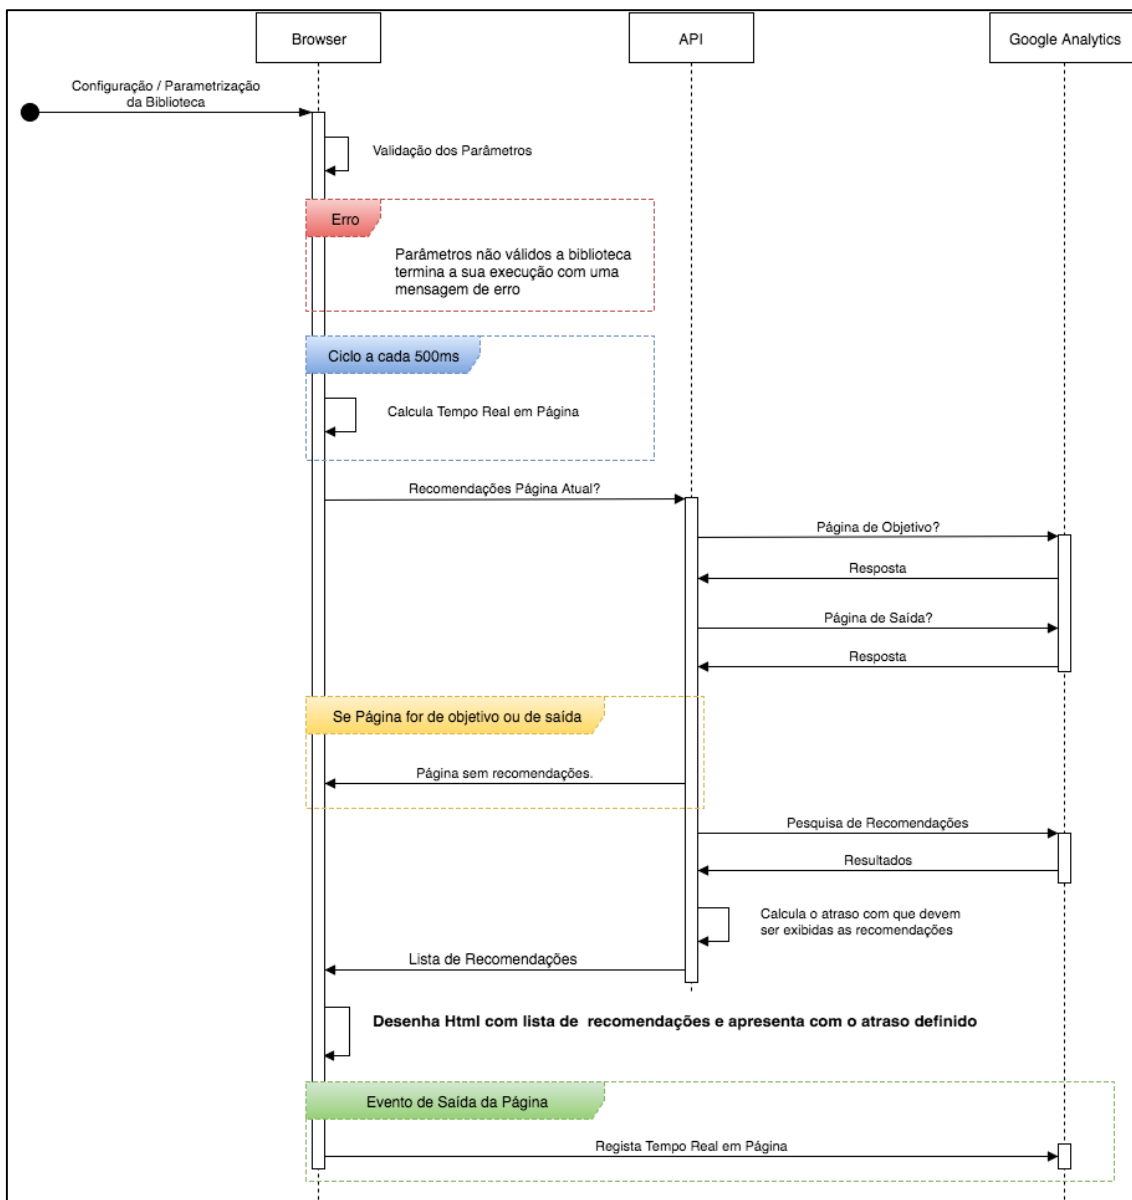 Browser
API
Google Analytics
Configuração / Parametrização
da Biblioteca
Validação dos Parâmetros
Erro
Parâmetros não válidos a biblioteca
termina a sua execução com uma
mensagem de erro
Ciclo a cada 500ms
Calcula Tempo Real em Página
Recomendações Página Atual?
Página de Objetivo?
Resposta
Página de Saída?
Resposta
Se Página for de objetivo ou de saída
Página sem recomendações.
Pesquisa de Recomendações
Resultados
Calcula o atraso com que devem
ser exibidas as recomendações
Lista de Recomendações
Desenha Html com lista de recomendações e apresenta com o atraso definido
Evento de Saída da Página
Regista Tempo Real em Página